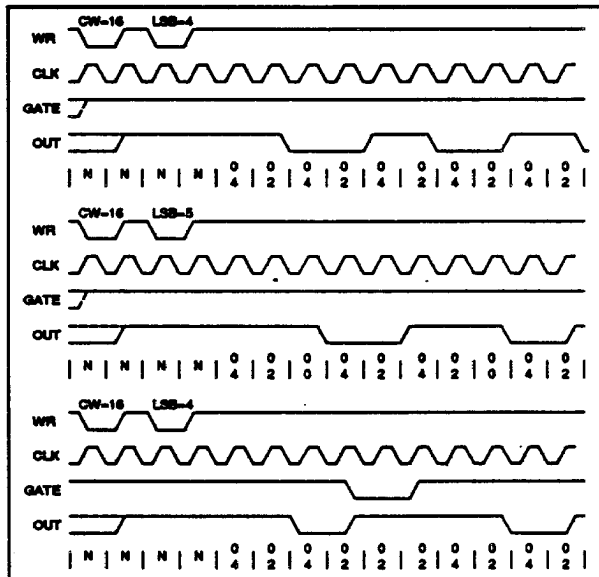 CW=16 LSB=4
WR
CLK
GATE
OUT
| N | N | N | N | 0 | 0 | 0 | 0 | 0 | 0 | 0 | 0 | 0 | 0 |
4 2 4 2 4 2 4 2 4 2
CW=16 LSB=5
WR
CLK
GATE
OUT
| N | N | N | N | 0 | 0 | 0 | 0 | 0 | 0 | 0 | 0 | 0 | 0 |
4 2 0 4 2 4 2 0 4 2
CW=16 LSB=4
WR
CLK
GATE
OUT
| N | N | N | N | 0 | 0 | 0 | 0 | 0 | 0 | 0 | 0 | 0 | 0 |
4 2 4 2 2 2 4 2 4 2